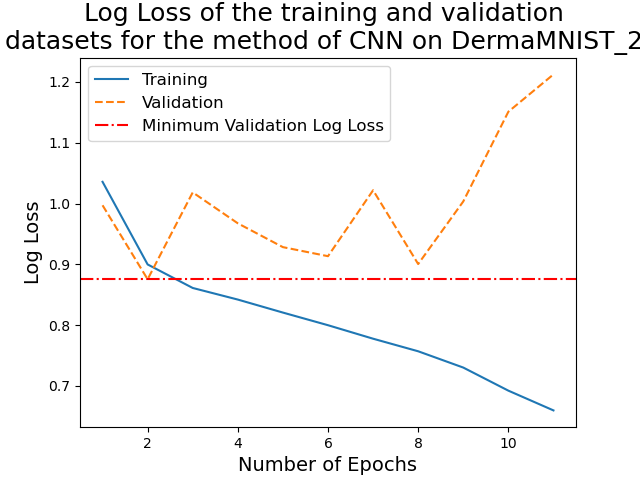 Log Loss of the training and validation
datasets for the method of CNN on DermaMNIST_2
Training
Validation
Minimum Validation Log Loss
Log Loss
1.2
1.1
1.0
0.9
0.8
0.7
2 4 6 8 10
Number of Epochs